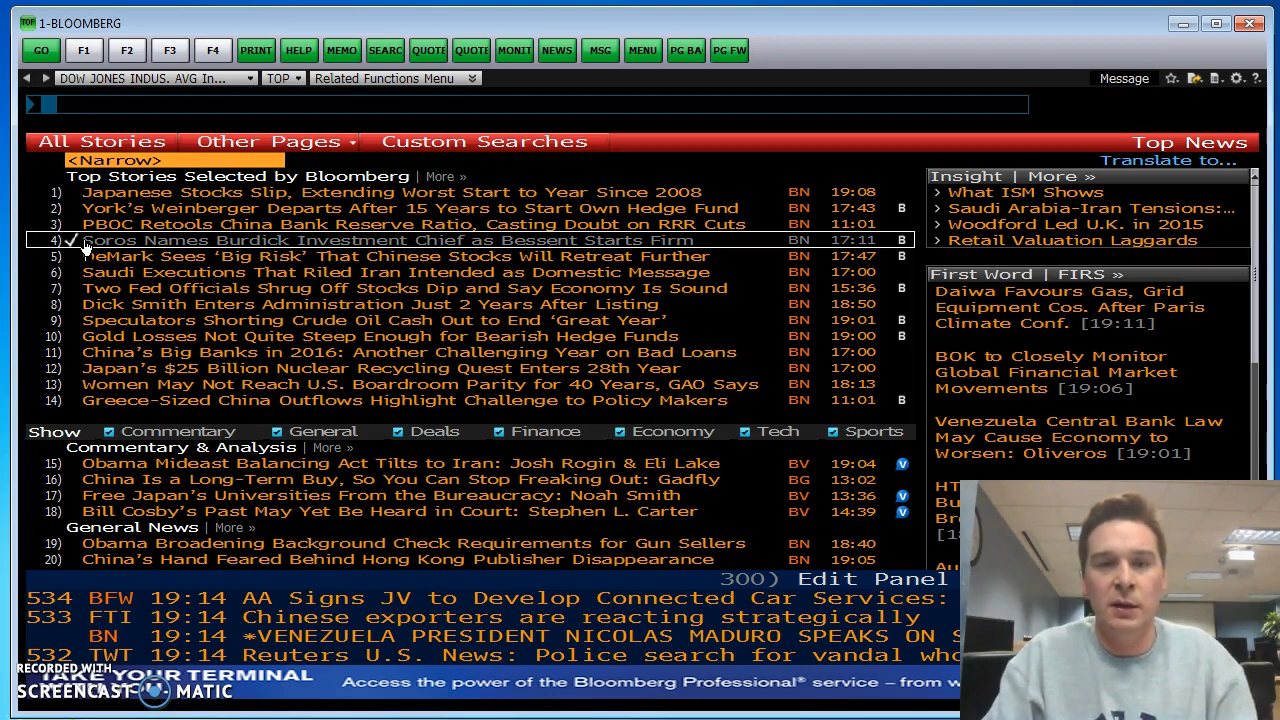 1-BLOOMBERG
GO F1 F2 F3 F4 PRINT HELP MEMO SEARC QUOTE QUOTE MONIT NEWS MSG MENU PG BA PG FW
DOW JONES INDUS. AVG In... TOP Related Functions Menu Message
All Stories Other Pages Custom Searches Top News
<Narrow> Translate to...
Top Stories Selected by Bloomberg | More »
1) Japanese Stocks Slip, Extending Worst Start to Year Since 2008 BN 19:08
2) York's Weinberger Departs After 15 Years to Start Own Hedge Fund BN 17:43 B
3) PBOC Retools China Bank Reserve Ratio, Casting Doubt on RRR Cuts BN 11:01
4) Soros Names Burdick Investment Chief as Bessent Starts Firm BN 17:11 B
5) DeMark Sees 'Big Risk' That Chinese Stocks Will Retreat Further BN 17:47 B
6) Saudi Executions That Riled Iran Intended as Domestic Message BN 17:00
7) Two Fed Officials Shrug Off Stocks Dip and Say Economy Is Sound BN 15:36 B
8) Dick Smith Enters Administration Just 2 Years After Listing BN 18:50
9) Speculators Shorting Crude Oil Cash Out to End 'Great Year' BN 19:01 B
10) Gold Losses Not Quite Steep Enough for Bearish Hedge Funds BN 19:00 B
11) China's Big Banks in 2016: Another Challenging Year on Bad Loans BN 17:00
12) Japan's $25 Billion Nuclear Recycling Quest Enters 28th Year BN 17:00
13) Women May Not Reach U.S. Boardroom Parity for 40 Years, GAO Says BN 18:13
14) Greece-Sized China Outflows Highlight Challenge to Policy Makers BN 11:01 B
Show Commentary General Deals Finance Economy Tech Sports
Commentary & Analysis | More »
15) Obama Mideast Balancing Act Tilts to Iran: Josh Rogin & Eli Lake BV 19:04
16) China Is a Long-Term Buy, So You Can Stop Freaking Out: Gadfly BG 13:02
17) Free Japan's Universities From the Bureaucracy: Noah Smith BV 13:36
18) Bill Cosby's Past May Yet Be Heard in Court: Stephen L. Carter BV 14:39
General News | More »
19) Obama Broadening Background Check Requirements for Gun Sellers BN 18:40
20) China's Hand Feared Behind Hong Kong Publisher Disappearance BN 19:05
Insight | More »
> What ISM Shows
> Saudi Arabia-Iran Tensions:...
> Woodford Led U.K. in 2015
> Retail Valuation Laggards
First Word | FIRS »
Daiwa Favours Gas, Grid
Equipment Cos. After Paris
Climate Conf. [19:11]
BOK to Closely Monitor
Global Financial Market
Movements [19:06]
Venezuela Central Bank Law
May Cause Economy to
Worsen: Oliveros [19:01]
300) Edit Panel
534 BFW 19:14 AA Signs JV to Develop Connected Car Services:
533 FTI 19:14 Chinese exporters are reacting strategically
BN 19:14 *VENEZUELA PRESIDENT NICOLAS MADURO SPEAKS ON S
532 TWT 19:14 Reuters U.S. News: Police search for vandal who
TAKE YOUR TERMINAL
Access the power of the Bloomberg Professional® service – from w
RECORDED WITH
SCREENCAST MATIC